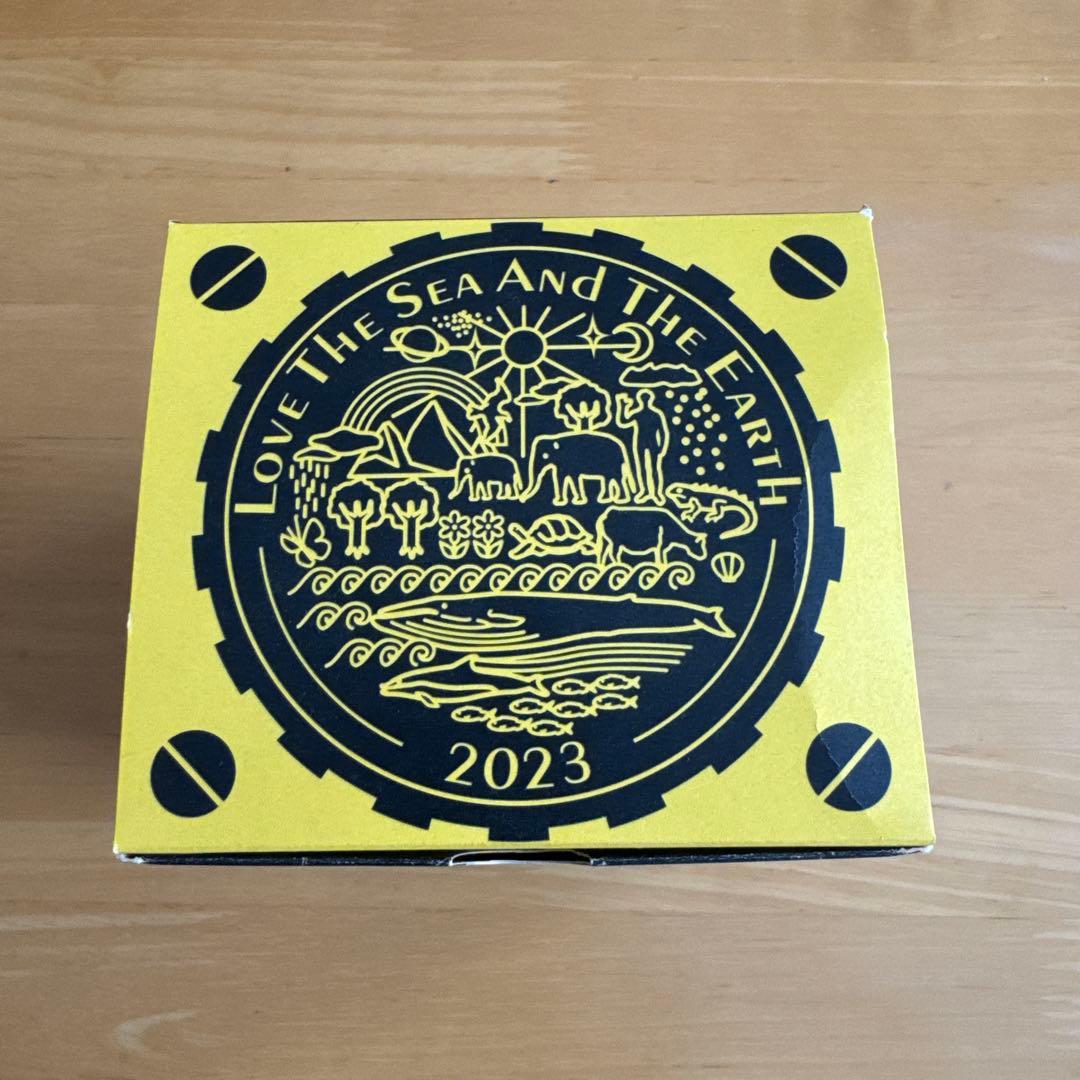 LOVE THE SEA AND THE EARTH
2023